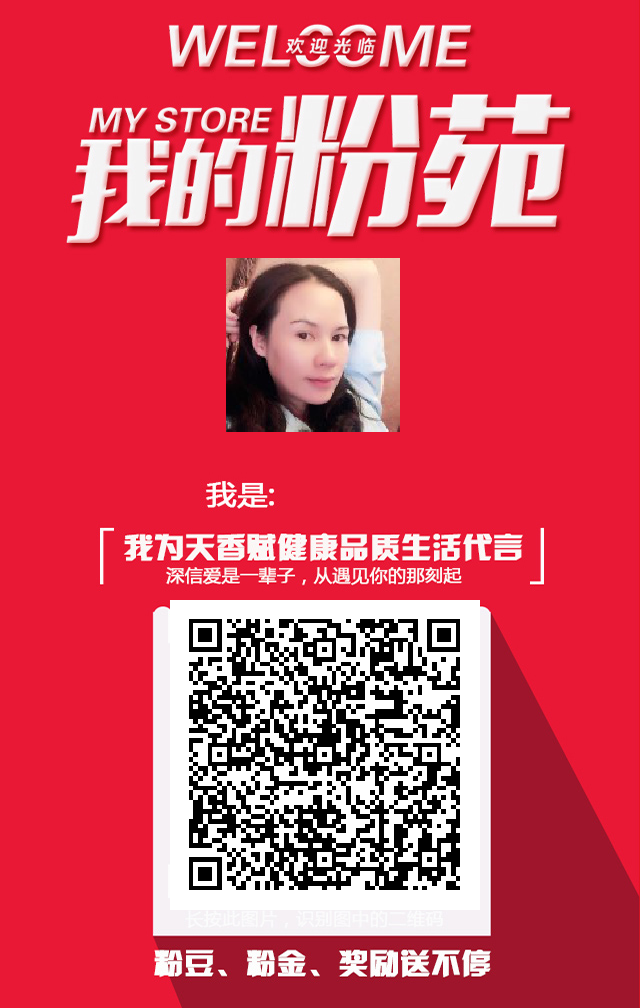 WELCOME
欢迎光临
MY STORE
我的粉苑
我是:
我为天香赋健康品质生活代言
深信爱是一辈子，从遇见你的那刻起
长按此图片，识别图中的二维码
粉豆、粉金、奖励送不停